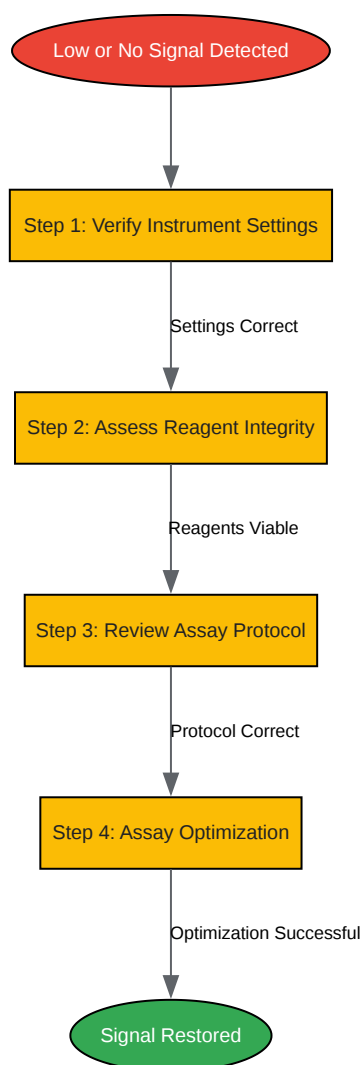 Low or No Signal Detected
Step 1: Verify Instrument Settings
Settings Correct
Step 2: Assess Reagent Integrity
Reagents Viable
Step 3: Review Assay Protocol
Protocol Correct
Step 4: Assay Optimization
Optimization Successful
Signal Restored